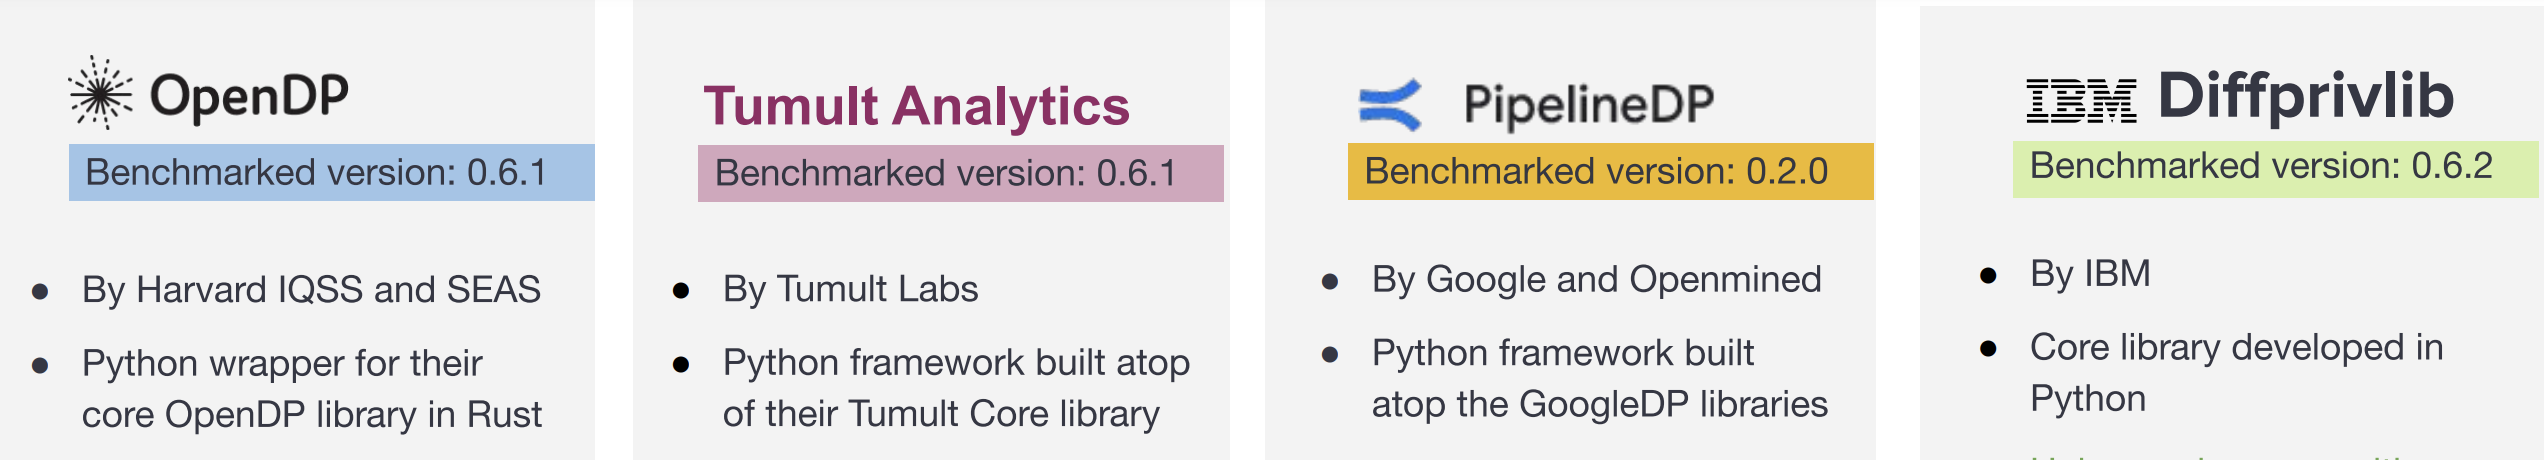 OpenDP
Benchmarked version: 0.6.1
● By Harvard IQSS and SEAS
● Python wrapper for their
core OpenDP library in Rust
Tumult Analytics
Benchmarked version: 0.6.1
● By Tumult Labs
● Python framework built atop
of their Tumult Core library
PipelineDP
Benchmarked version: 0.2.0
● By Google and Openmined
● Python framework built
atop the GoogleDP libraries
IBM Diffprivlib
Benchmarked version: 0.6.2
● By IBM
● Core library developed in
Python